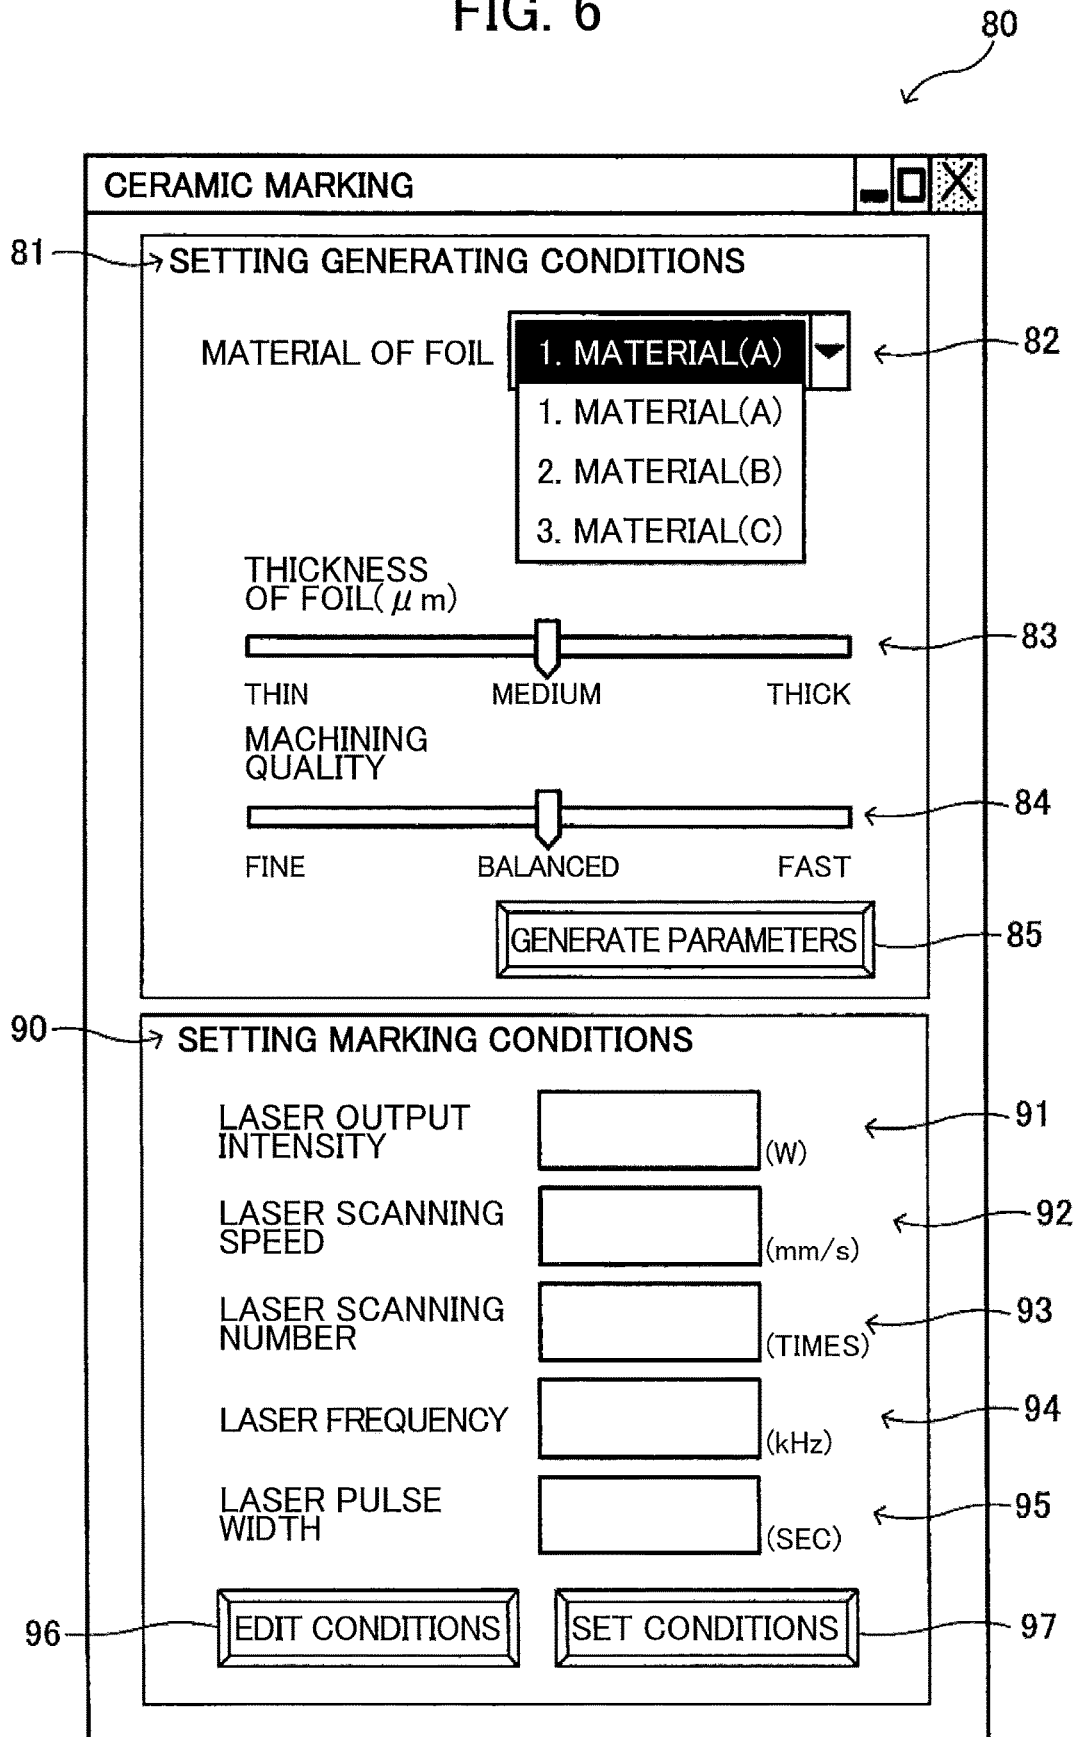 FIG. 6
80
CERAMIC MARKING
81
SETTING GENERATING CONDITIONS
MATERIAL OF FOIL
1. MATERIAL(A)
82
1. MATERIAL(A)
2. MATERIAL(B)
3. MATERIAL(C)
THICKNESS
OF FOIL(μm)
83
THIN MEDIUM THICK
MACHINING
QUALITY
84
FINE BALANCED FAST
GENERATE PARAMETERS
85
90
SETTING MARKING CONDITIONS
LASER OUTPUT
INTENSITY
(W)
91
LASER SCANNING
SPEED
(mm/s)
92
LASER SCANNING
NUMBER
(TIMES)
93
LASER FREQUENCY
(kHz)
94
LASER PULSE
WIDTH
(SEC)
95
96
EDIT CONDITIONS
SET CONDITIONS
97